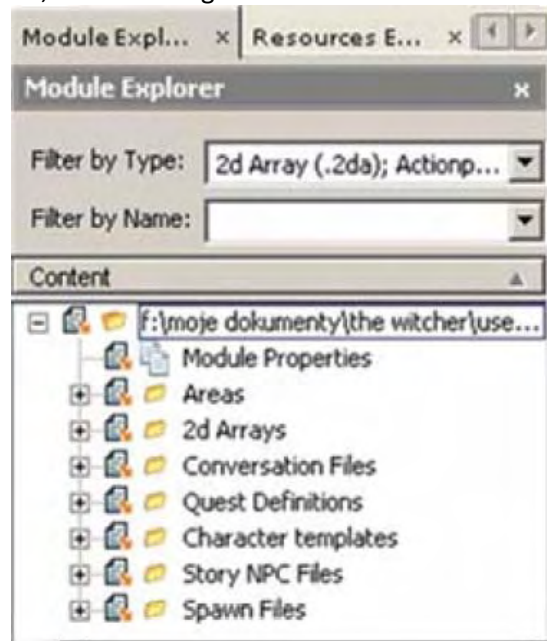 Module Expl... × Resources E... ×
Module Explorer ×
Filter by Type: 2d Array (.2da); Actionp...
Filter by Name:
Content
f:\moje dokumenty\the witcher\use...
Module Properties
Areas
2d Arrays
Conversation Files
Quest Definitions
Character templates
Story NPC Files
Spawn Files